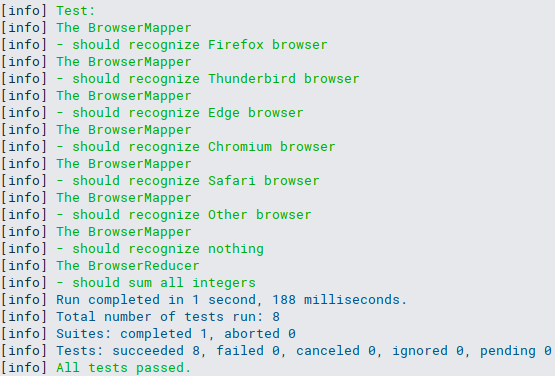 [info] Test:
[info] The BrowserMapper
[info] - should recognize Firefox browser
[info] The BrowserMapper
[info] - should recognize Thunderbird browser
[info] The BrowserMapper
[info] - should recognize Edge browser
[info] The BrowserMapper
[info] - should recognize Chromium browser
[info] The BrowserMapper
[info] - should recognize Safari browser
[info] The BrowserMapper
[info] - should recognize Other browser
[info] The BrowserMapper
[info] - should recognize nothing
[info] The BrowserReducer
[info] - should sum all integers
[info] Run completed in 1 second, 188 milliseconds.
[info] Total number of tests run: 8
[info] Suites: completed 1, aborted 0
[info] Tests: succeeded 8, failed 0, canceled 0, ignored 0, pending 0
[info] All tests passed.